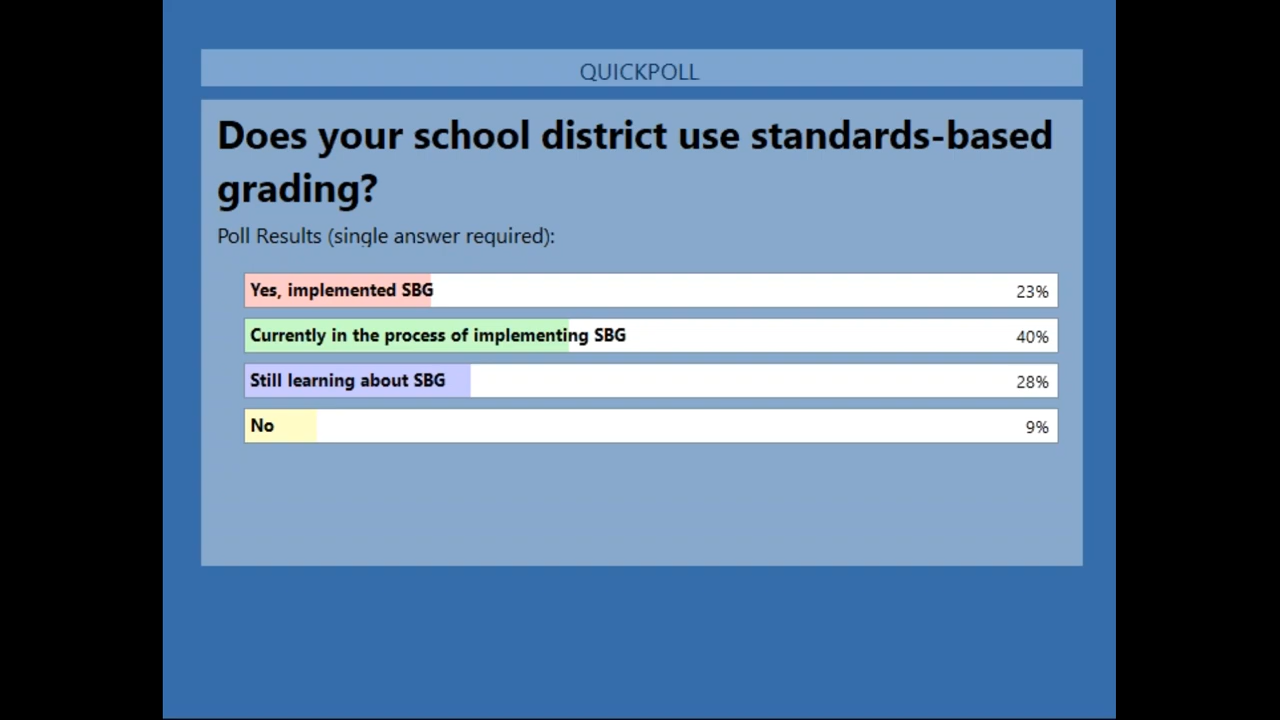 QUICKPOLL
Does your school district use standards-based
grading?
Poll Results (single answer required):
Yes, implemented SBG 23%
Currently in the process of implementing SBG 40%
Still learning about SBG 28%
No 9%